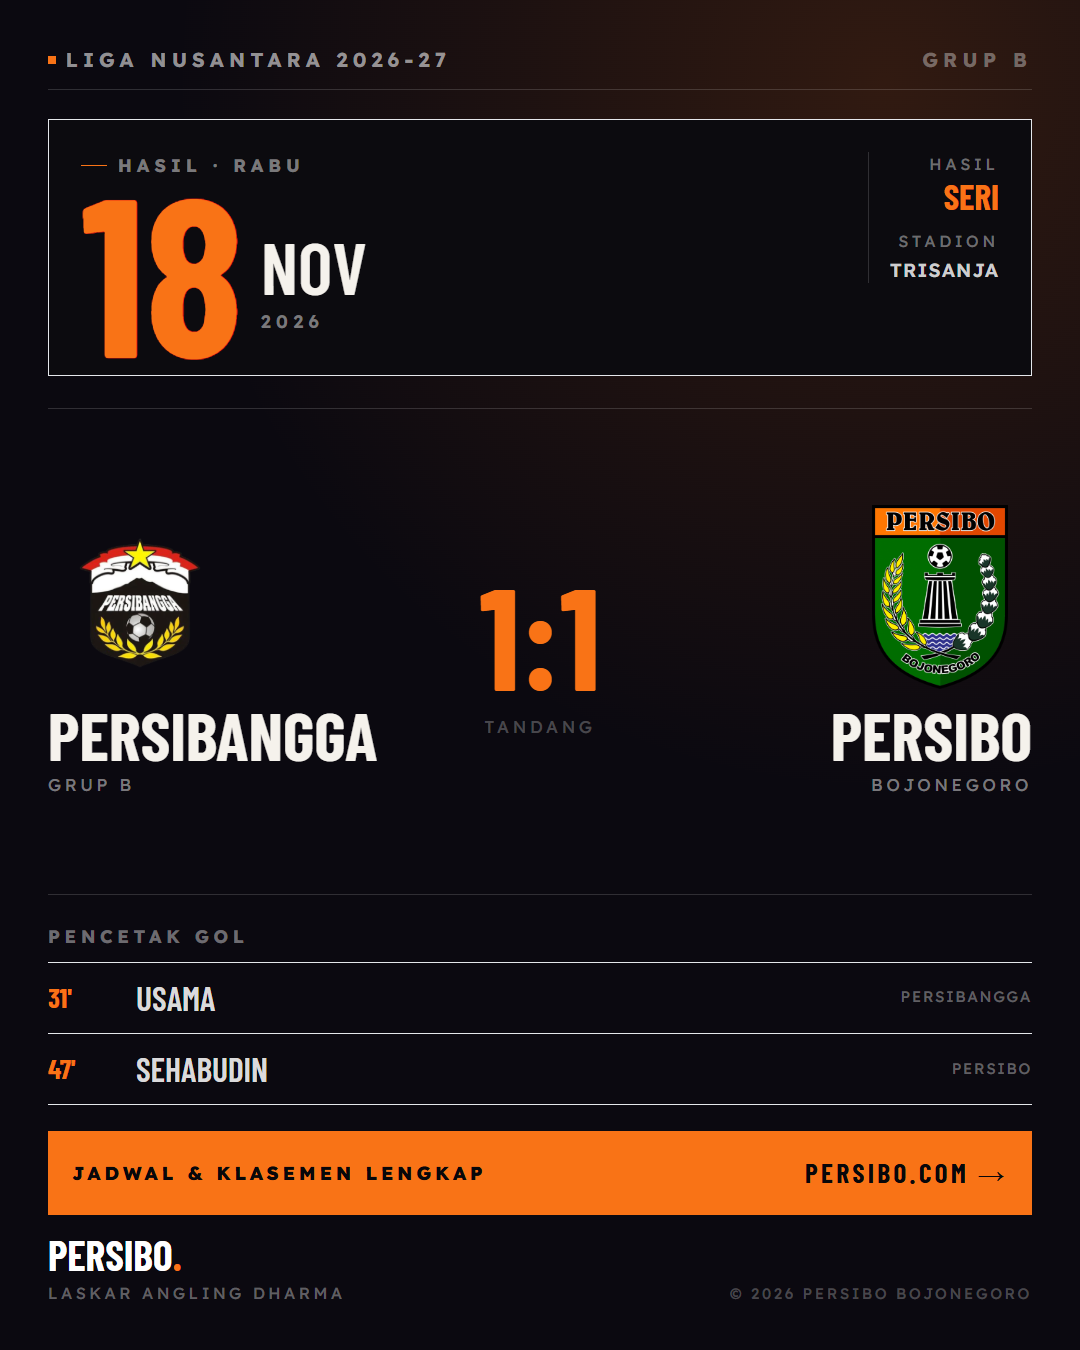 LIGA NUSANTARA 2026-27
GRUP B
HASIL · RABU
18
NOV
2026
HASIL
SERI
STADION
TRISANJA
PERSIBANGGA
PERSIBO
BOJONEGORO
1:1
TANDANG
PERSIBANGGA
GRUP B
PERSIBO
BOJONEGORO
PENCETAK GOL
31' USAMA PERSIBANGGA
47' SEHABUDIN PERSIBO
JADWAL & KLASEMEN LENGKAP
PERSIBO.COM →
PERSIBO.
LASKAR ANGLING DHARMA
© 2026 PERSIBO BOJONEGORO